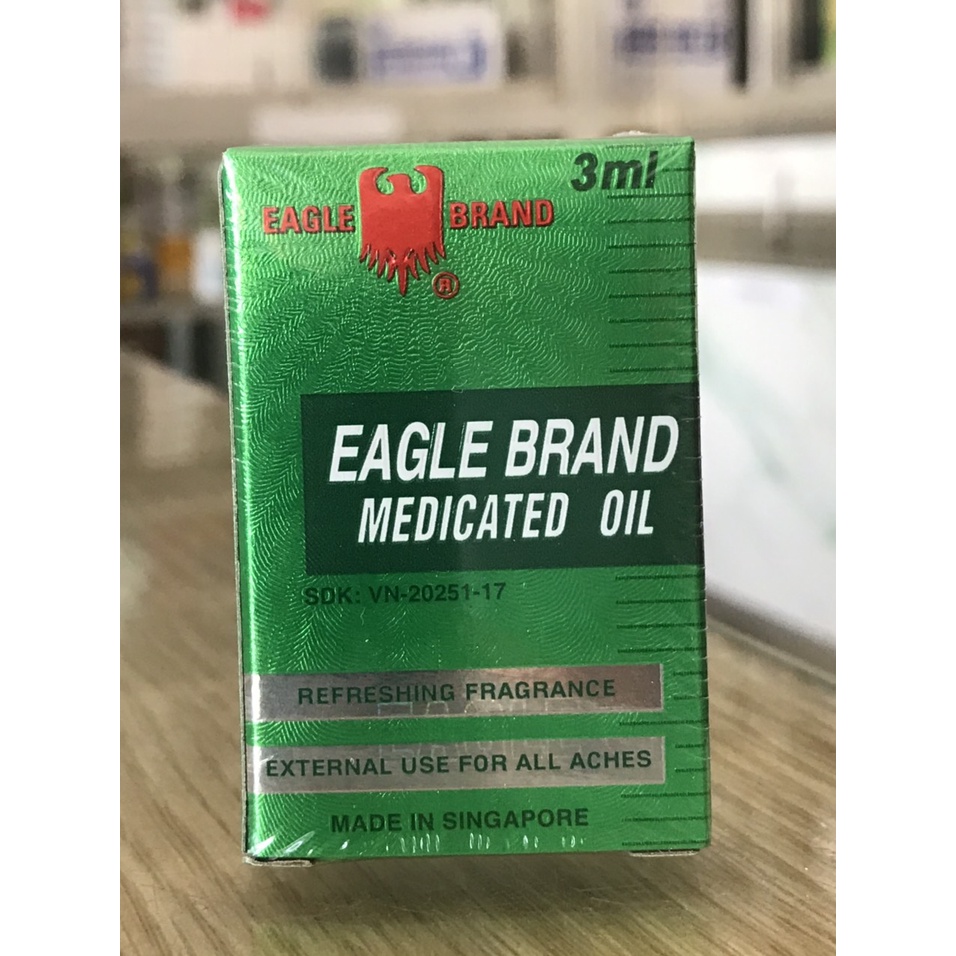 3ml
EAGLE BRAND
®
EAGLE BRAND
MEDICATED OIL
SDK: VN-20251-17
REFRESHING FRAGRANCE
EXTERNAL USE FOR ALL ACHES
MADE IN SINGAPORE